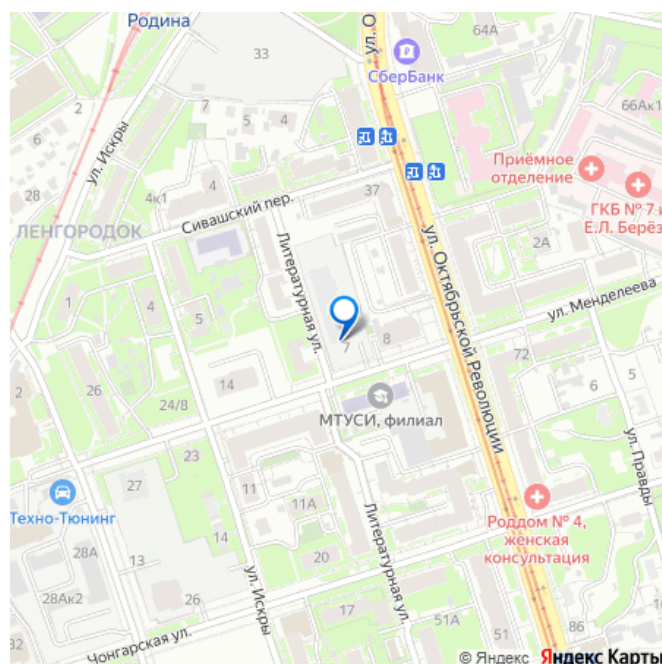 Родина
33
ул. О
СберБанк
2
7
5
6
66Ак1
ул. Искры
28
4к1
4
37
Приёмное
отделение
ГКБ № 7 и
Е.Л. Берёз
Сивашский пер.
ЛЕНГОРОДОК
2А
Литературная ул.
ул. Октябрьской Революции
ул. Менделеева
1
4
5
7
8
72
26
14
6
5
2
24/8
МТУСИ, филиал
ул. Правды
23
27
11
11А
Техно-Тюнинг
14
Роддом № 4,
женская
консультация
28А
13
20
Литературная ул.
28Ак2
26
ул. Искры
17
51А
32
Чонгарская ул.
51
86
© Яндекс Яндекс Карты